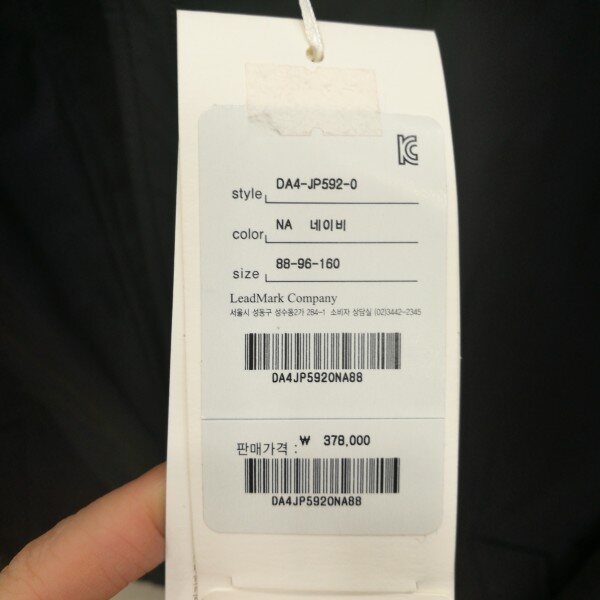 style DA4-JP592-0
color NA 네이비
size 88-96-160
LeadMark Company
서울시 성동구 성수동2가 284-1 소비자 상담실 (02)3442-2345
DA4JP5920NA88
판매가격 : ₩ 378,000
DA4JP5920NA88